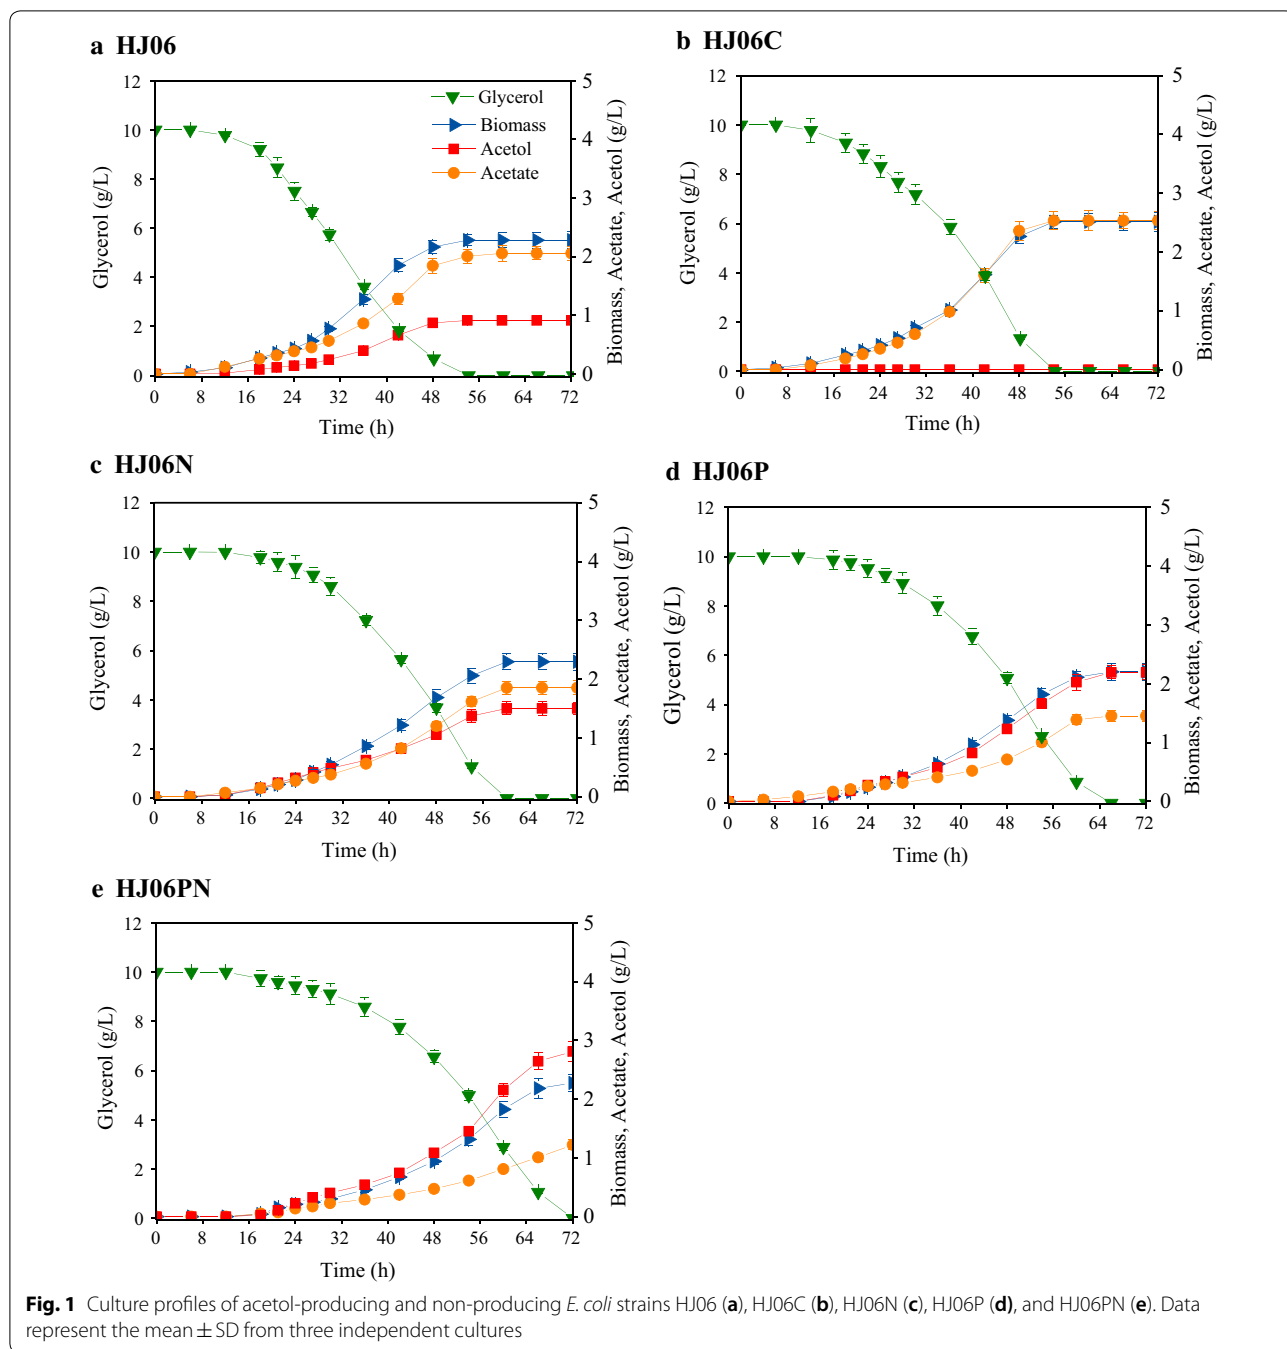 a HJ06
Glycerol
Biomass
Acetol
Acetate
12
10
8
6
4
2
0
5
4
3
2
1
0
0 8 16 24 32 40 48 56 64 72
Glycerol (g/L)
Biomass, Acetate, Acetol (g/L)
Time (h)
b HJ06C
12
10
8
6
4
2
0
5
4
3
2
1
0
0 8 16 24 32 40 48 56 64 72
Glycerol (g/L)
Biomass, Acetate, Acetol (g/L)
Time (h)
c HJ06N
12
10
8
6
4
2
0
5
4
3
2
1
0
0 8 16 24 32 40 48 56 64 72
Glycerol (g/L)
Biomass, Acetate, Acetol (g/L)
Time (h)
d HJ06P
12
10
8
6
4
2
0
5
4
3
2
1
0
0 8 16 24 32 40 48 56 64 72
Glycerol (g/L)
Biomass, Acetate, Acetol (g/L)
Time (h)
e HJ06PN
12
10
8
6
4
2
0
5
4
3
2
1
0
0 8 16 24 32 40 48 56 64 72
Glycerol (g/L)
Biomass, Acetate, Acetol (g/L)
Time (h)
Fig. 1 Culture profiles of acetol-producing and non-producing E. coli strains HJ06 (a), HJ06C (b), HJ06N (c), HJ06P (d), and HJ06PN (e). Data
represent the mean ± SD from three independent cultures